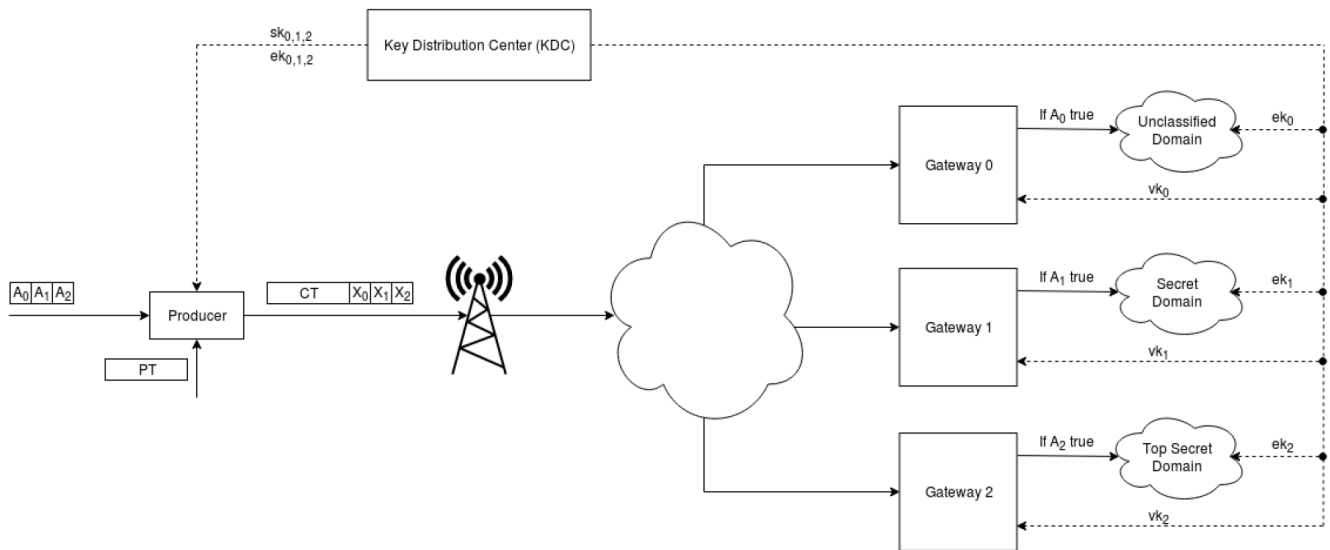 sk0,1,2
ek0,1,2
Key Distribution Center (KDC)
If A0 true
Unclassified
Domain
ek0
Gateway 0
vk0
A0 A1 A2
Producer
CT X0 X1 X2
PT
If A1 true
Secret
Domain
ek1
Gateway 1
vk1
If A2 true
Top Secret
Domain
ek2
Gateway 2
vk2